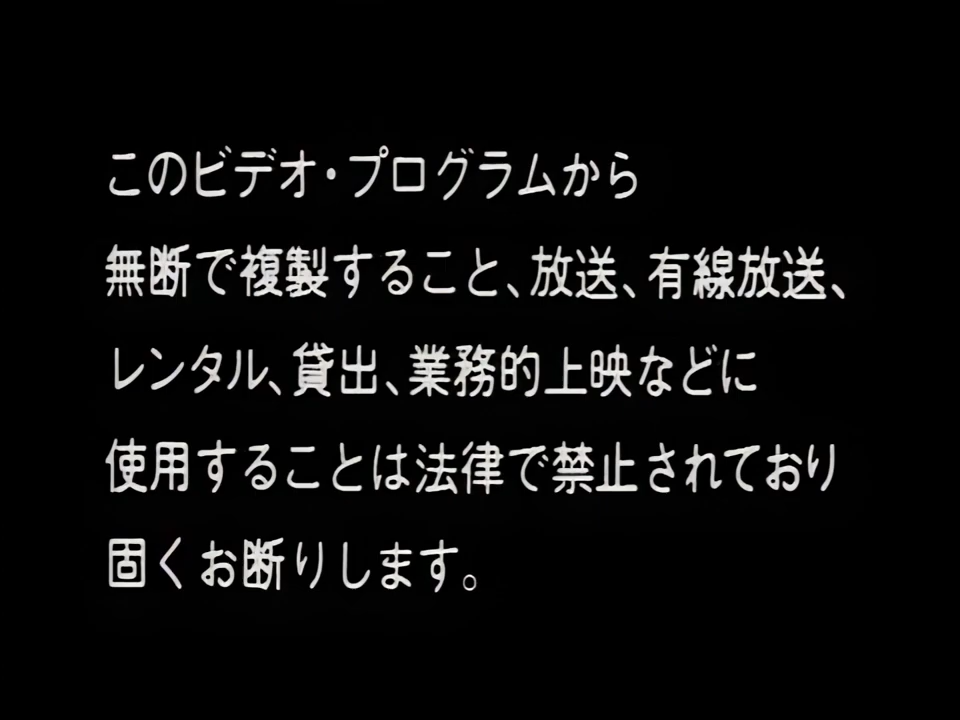 このビデオ・プログラムから
無断で複製すること、放送、有線放送、
レンタル、貸出、業務的上映などに
使用することは法律で禁止されており
固くお断りします。